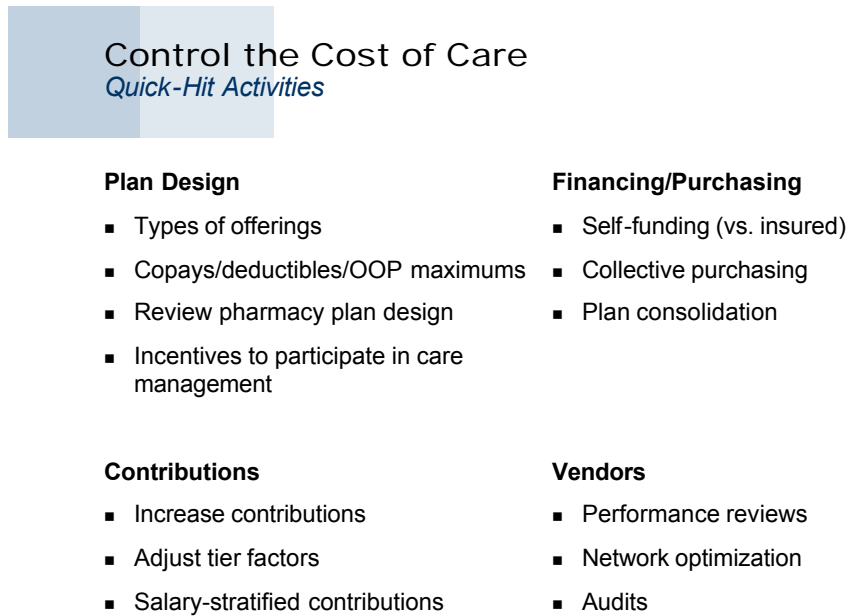 Control the Cost of Care
Quick-Hit Activities
Plan Design
■ Types of offerings
■ Copays/deductibles/OOP maximums
■ Review pharmacy plan design
■ Incentives to participate in care
management
Financing/Purchasing
■ Self-funding (vs. insured)
■ Collective purchasing
■ Plan consolidation
Contributions
■ Increase contributions
■ Adjust tier factors
■ Salary-stratified contributions
Vendors
■ Performance reviews
■ Network optimization
■ Audits